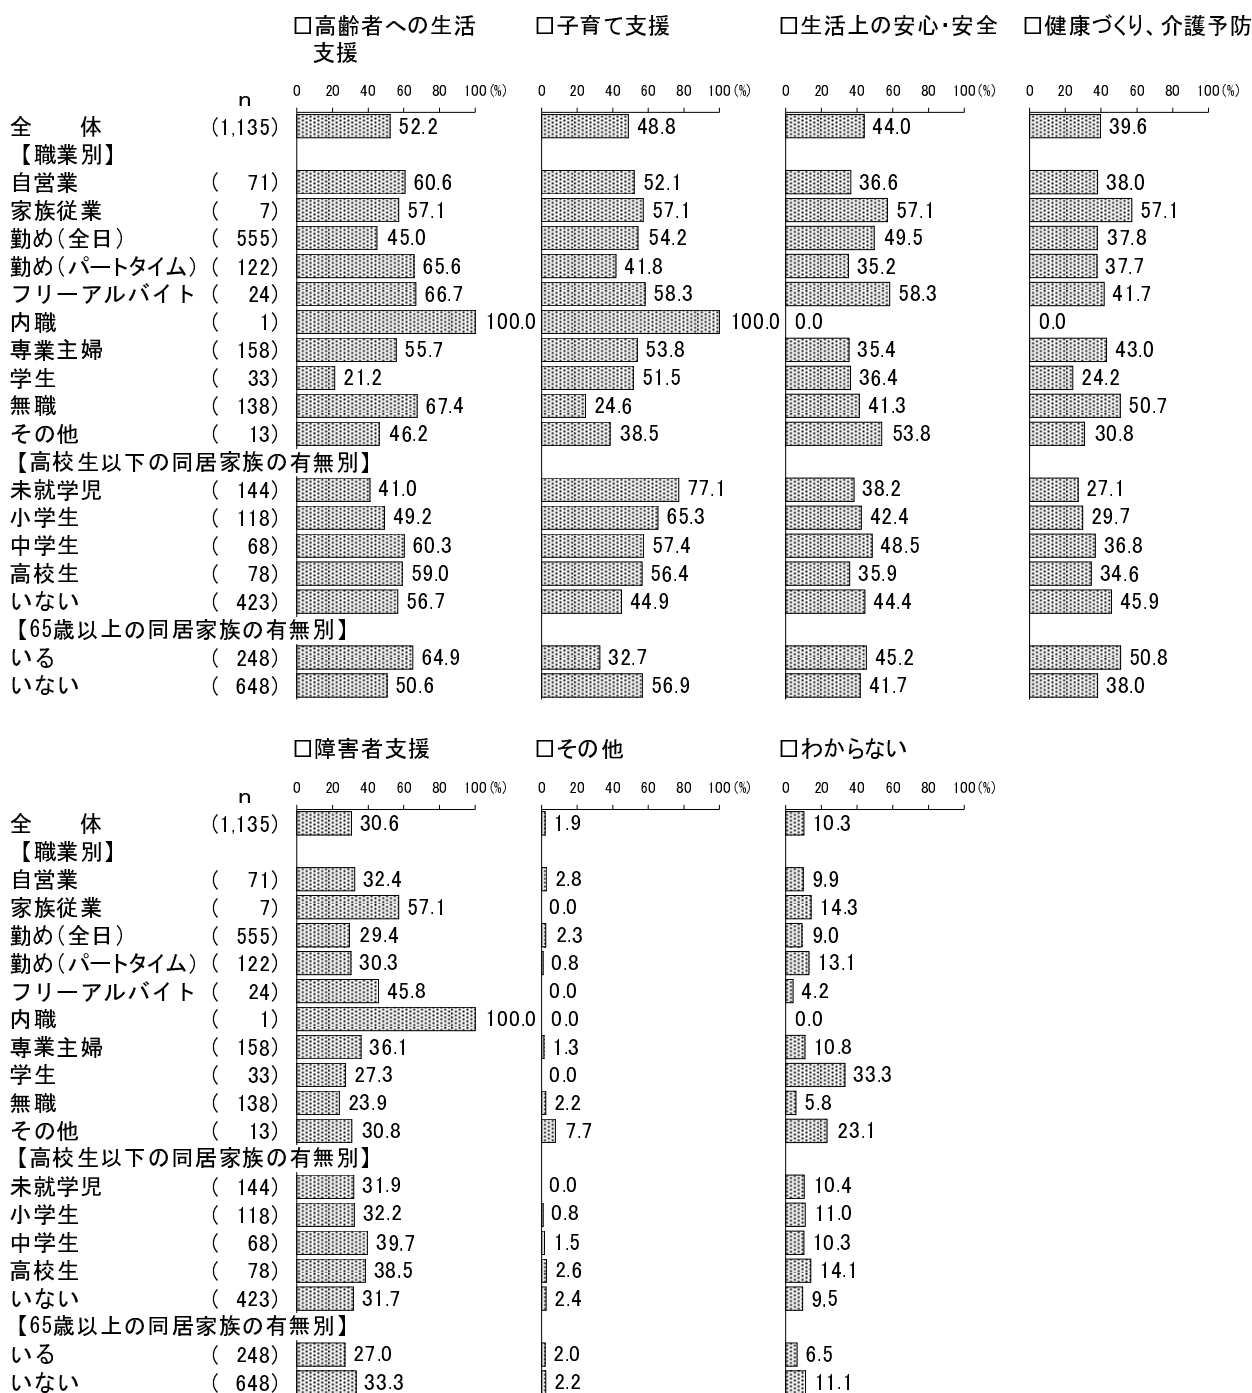 □高齢者への生活支援 □子育て支援 □生活上の安心・安全 □健康づくり、介護予防
n 0 20 40 60 80 100(%) 0 20 40 60 80 100(%) 0 20 40 60 80 100(%) 0 20 40 60 80 100(%)
全　体 (1,135) 52.2 48.8 44.0 39.6
【職業別】
自営業 ( 71) 60.6 52.1 36.6 38.0
家族従業 ( 7) 57.1 57.1 57.1 57.1
勤め(全日) ( 555) 45.0 54.2 49.5 37.8
勤め(パートタイム) ( 122) 65.6 41.8 35.2 37.7
フリーアルバイト ( 24) 66.7 58.3 58.3 41.7
内職 ( 1) 100.0 100.0 0.0 0.0
専業主婦 ( 158) 55.7 53.8 35.4 43.0
学生 ( 33) 21.2 51.5 36.4 24.2
無職 ( 138) 67.4 24.6 41.3 50.7
その他 ( 13) 46.2 38.5 53.8 30.8
【高校生以下の同居家族の有無別】
未就学児 ( 144) 41.0 77.1 38.2 27.1
小学生 ( 118) 49.2 65.3 42.4 29.7
中学生 ( 68) 60.3 57.4 48.5 36.8
高校生 ( 78) 59.0 56.4 35.9 34.6
いない ( 423) 56.7 44.9 44.4 45.9
【65歳以上の同居家族の有無別】
いる ( 248) 64.9 32.7 45.2 50.8
いない ( 648) 50.6 56.9 41.7 38.0
□障害者支援 □その他 □わからない
n 0 20 40 60 80 100(%) 0 20 40 60 80 100(%) 0 20 40 60 80 100(%)
全　体 (1,135) 30.6 1.9 10.3
【職業別】
自営業 ( 71) 32.4 2.8 9.9
家族従業 ( 7) 57.1 0.0 14.3
勤め(全日) ( 555) 29.4 2.3 9.0
勤め(パートタイム) ( 122) 30.3 0.8 13.1
フリーアルバイト ( 24) 45.8 0.0 4.2
内職 ( 1) 100.0 0.0 0.0
専業主婦 ( 158) 36.1 1.3 10.8
学生 ( 33) 27.3 0.0 33.3
無職 ( 138) 23.9 2.2 5.8
その他 ( 13) 30.8 7.7 23.1
【高校生以下の同居家族の有無別】
未就学児 ( 144) 31.9 0.0 10.4
小学生 ( 118) 32.2 0.8 11.0
中学生 ( 68) 39.7 1.5 10.3
高校生 ( 78) 38.5 2.6 14.1
いない ( 423) 31.7 2.4 9.5
【65歳以上の同居家族の有無別】
いる ( 248) 27.0 2.0 6.5
いない ( 648) 33.3 2.2 11.1